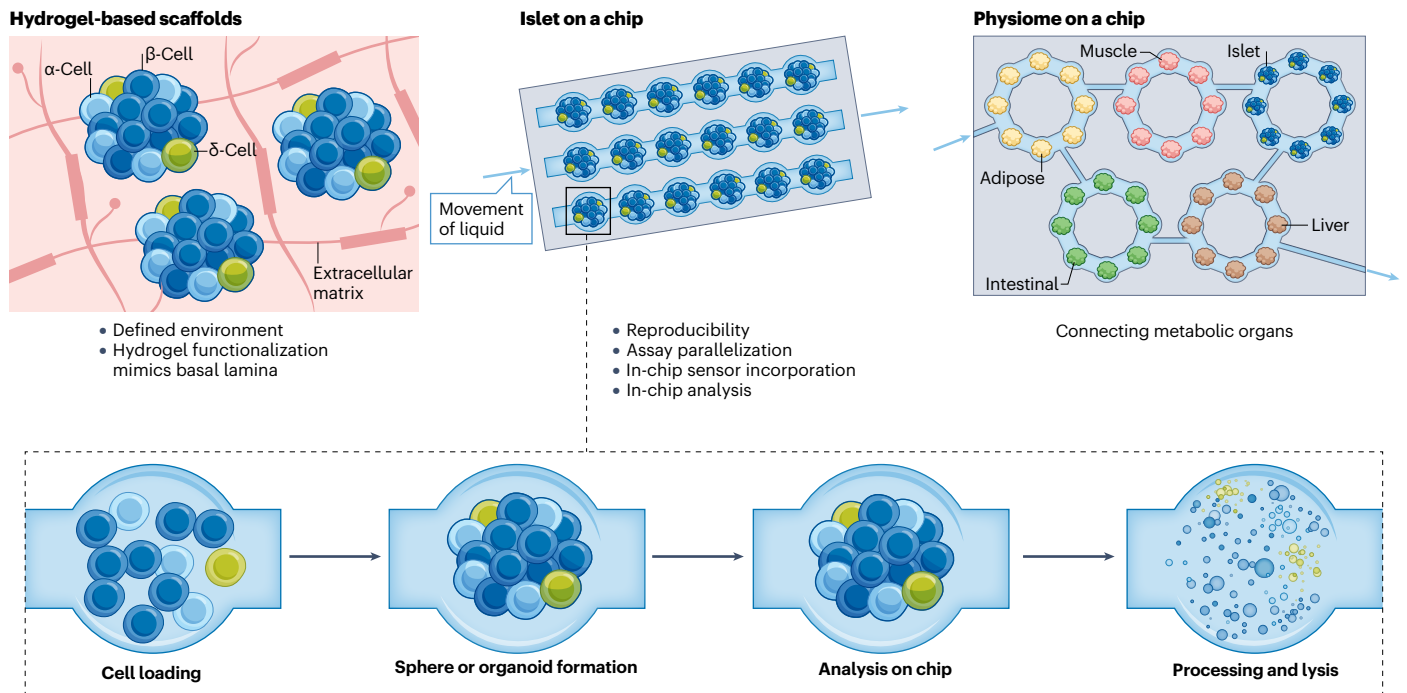 Hydrogel-based scaffolds
β-Cell
α-Cell
δ-Cell
Extracellular
matrix
• Defined environment
• Hydrogel functionalization
mimics basal lamina
Islet on a chip
Movement
of liquid
• Reproducibility
• Assay parallelization
• In-chip sensor incorporation
• In-chip analysis
Physiome on a chip
Muscle
Islet
Adipose
Liver
Intestinal
Connecting metabolic organs
Cell loading
Sphere or organoid formation
Analysis on chip
Processing and lysis